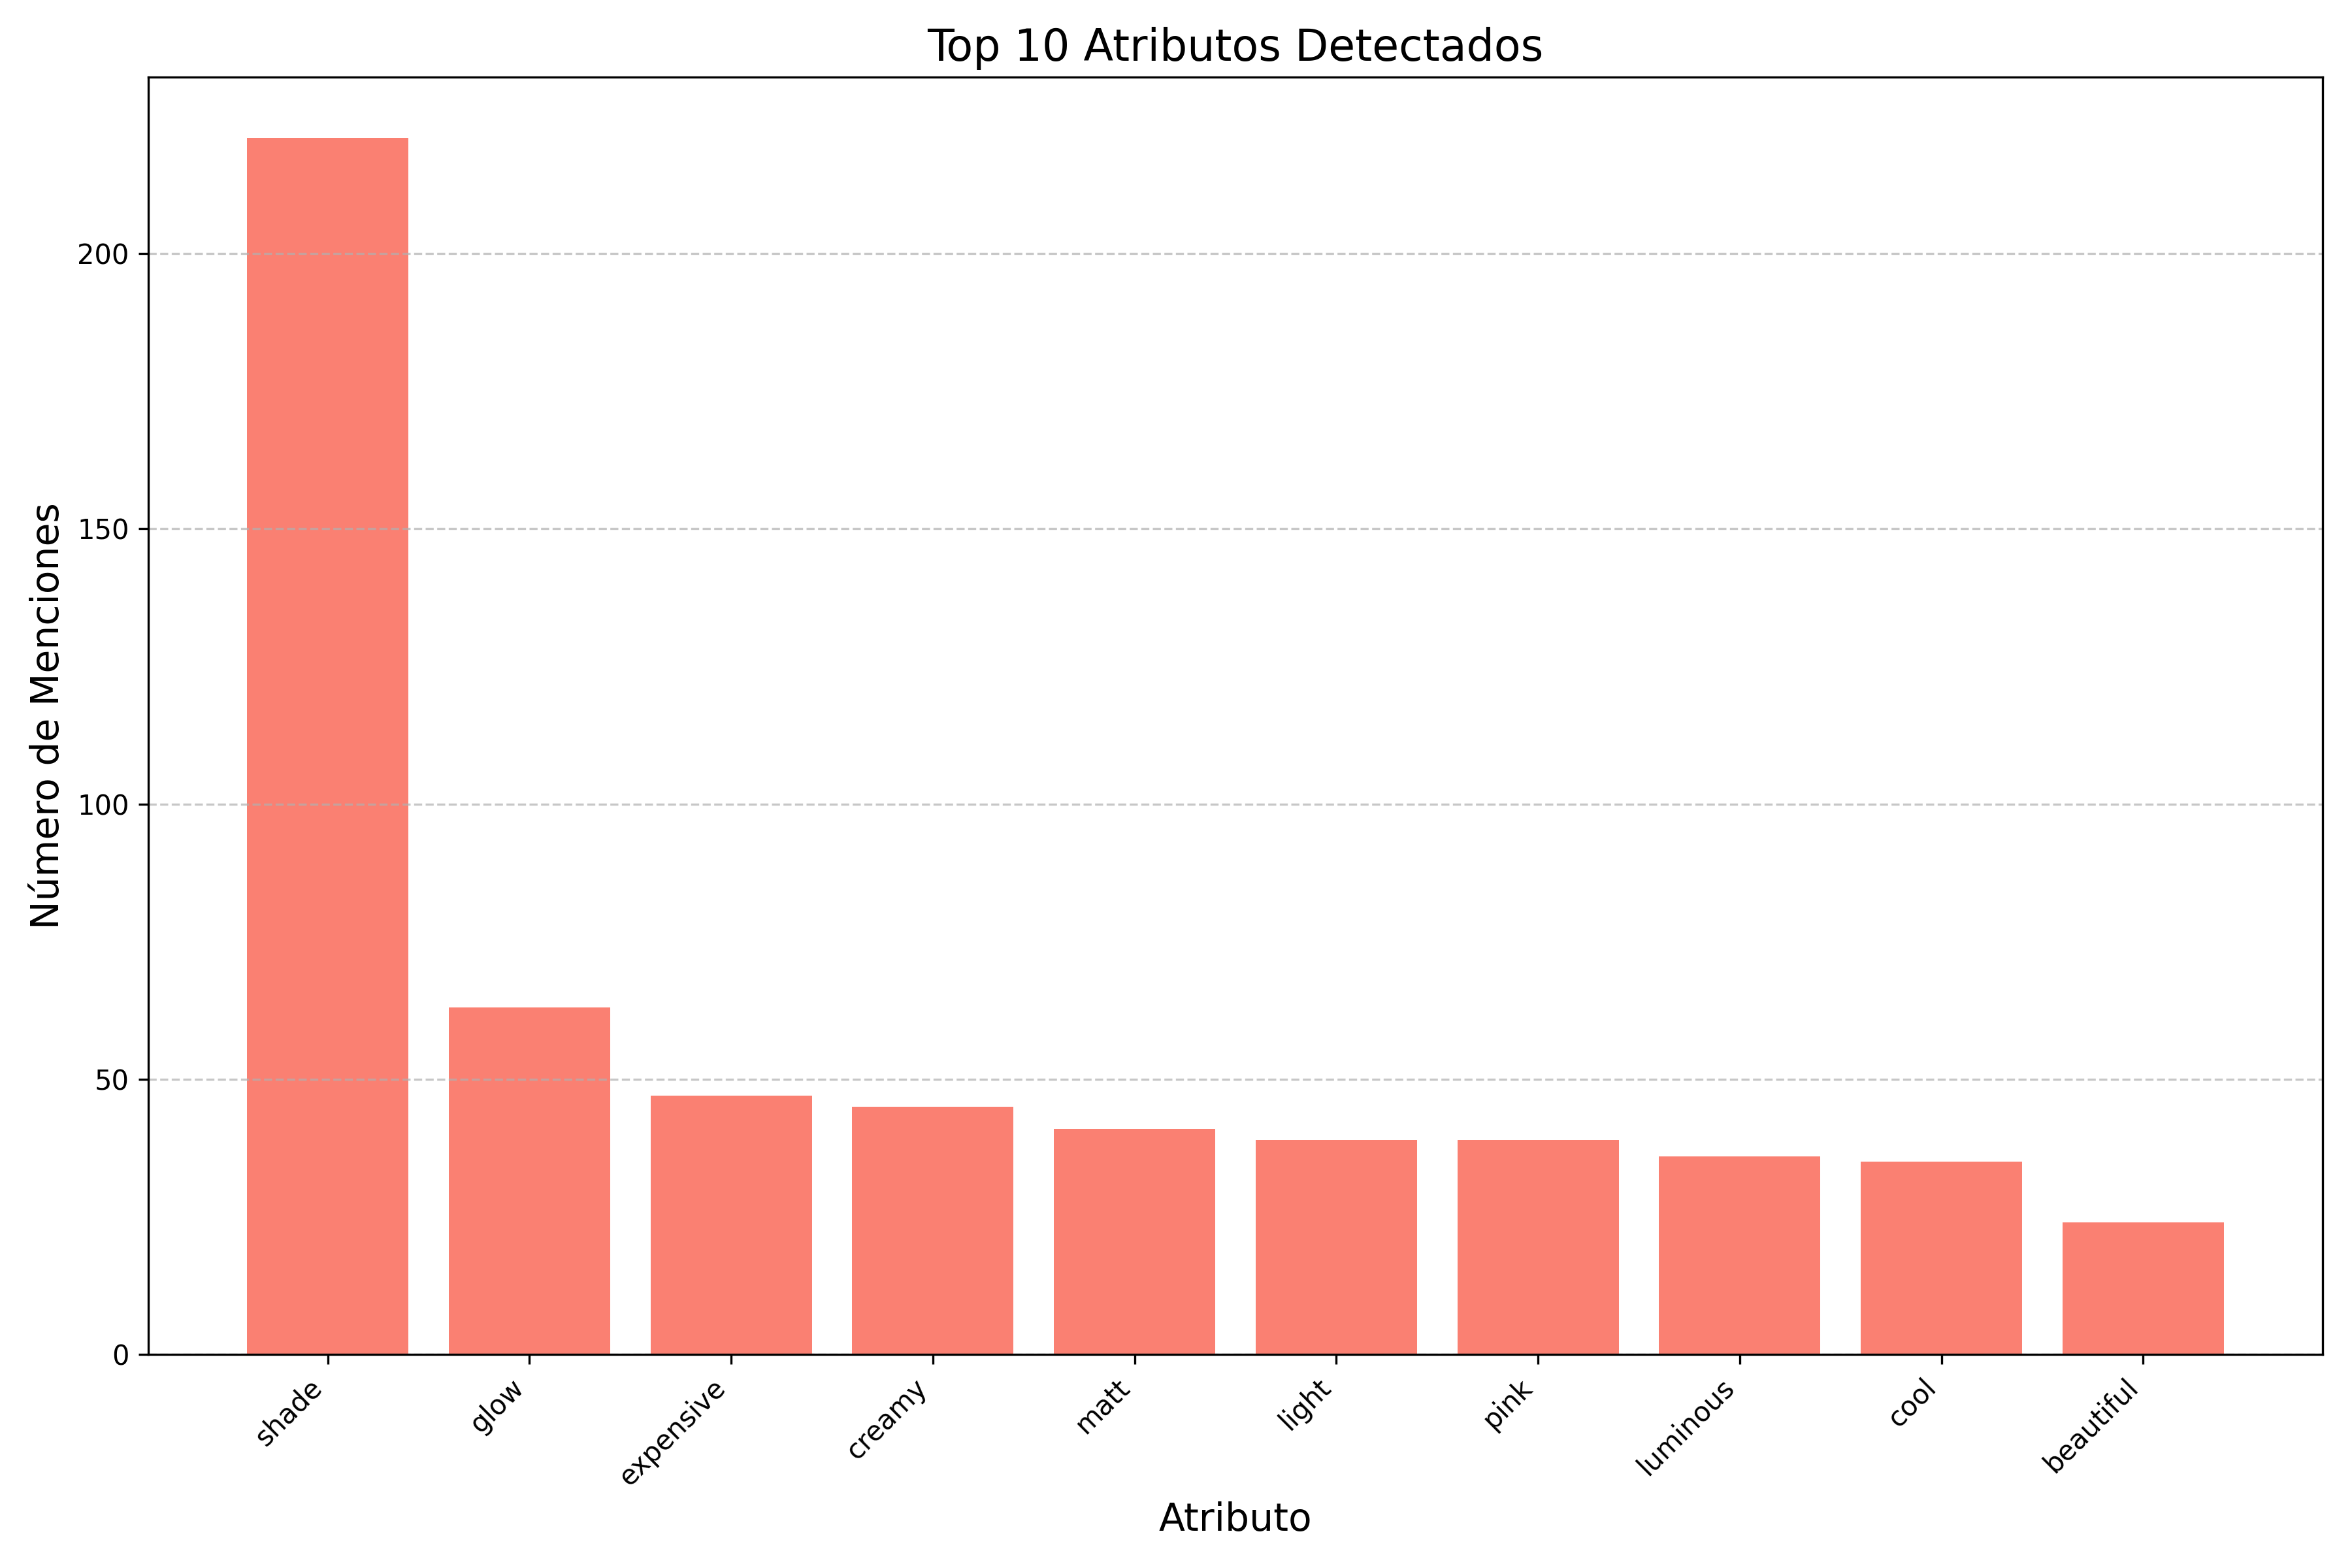 Top 10 Atributos Detectados
Número de Menciones
200
150
100
50
0
shade
glow
expensive
creamy
matt
light
pink
luminous
cool
beautiful
Atributo